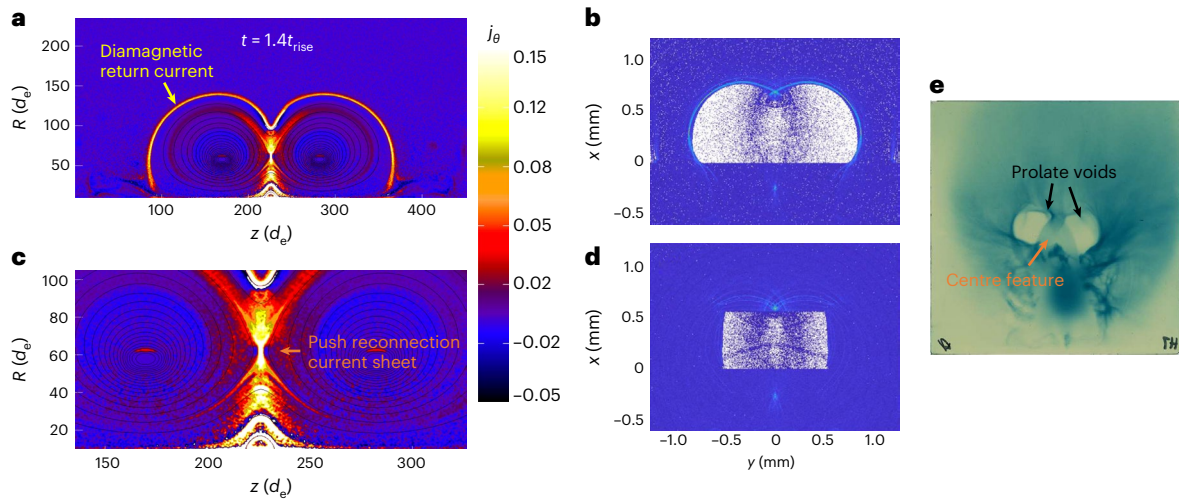 a
t = 1.4t_rise
Diamagnetic
return current
200
150
100
50
R (d_e)
100
200
300
400
z (d_e)
j_θ
0.15
0.12
0.08
0.05
0.02
–0.02
–0.05
b
1.0
0.5
0
–0.5
x (mm)
c
Push reconnection
current sheet
100
80
60
40
20
R (d_e)
150
200
250
300
z (d_e)
d
1.0
0.5
0
–0.5
x (mm)
–1.0
–0.5
0
0.5
1.0
y (mm)
e
Prolate voids
Centre feature